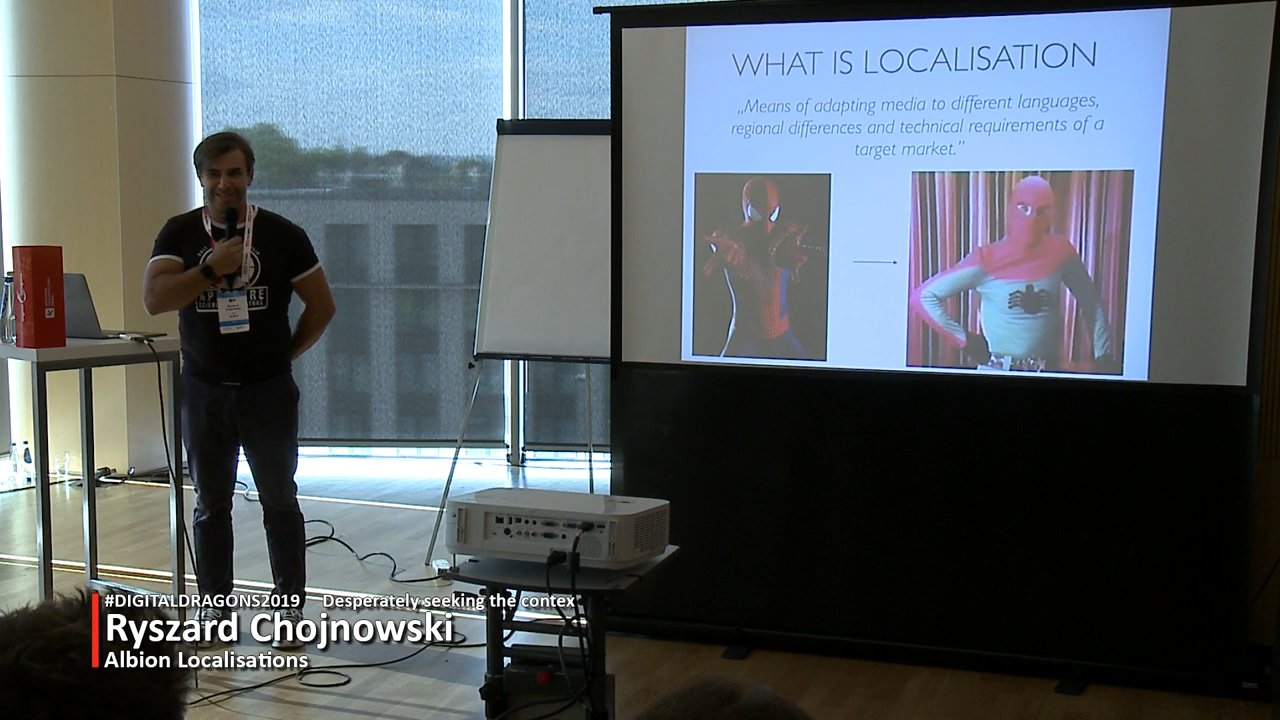 WHAT IS LOCALISATION
„Means of adapting media to different languages,
regional differences and technical requirements of a
target market.”
#DIGITALDRAGONS2019 Desperately seeking the contex
Ryszard Chojnowski
Albion Localisations